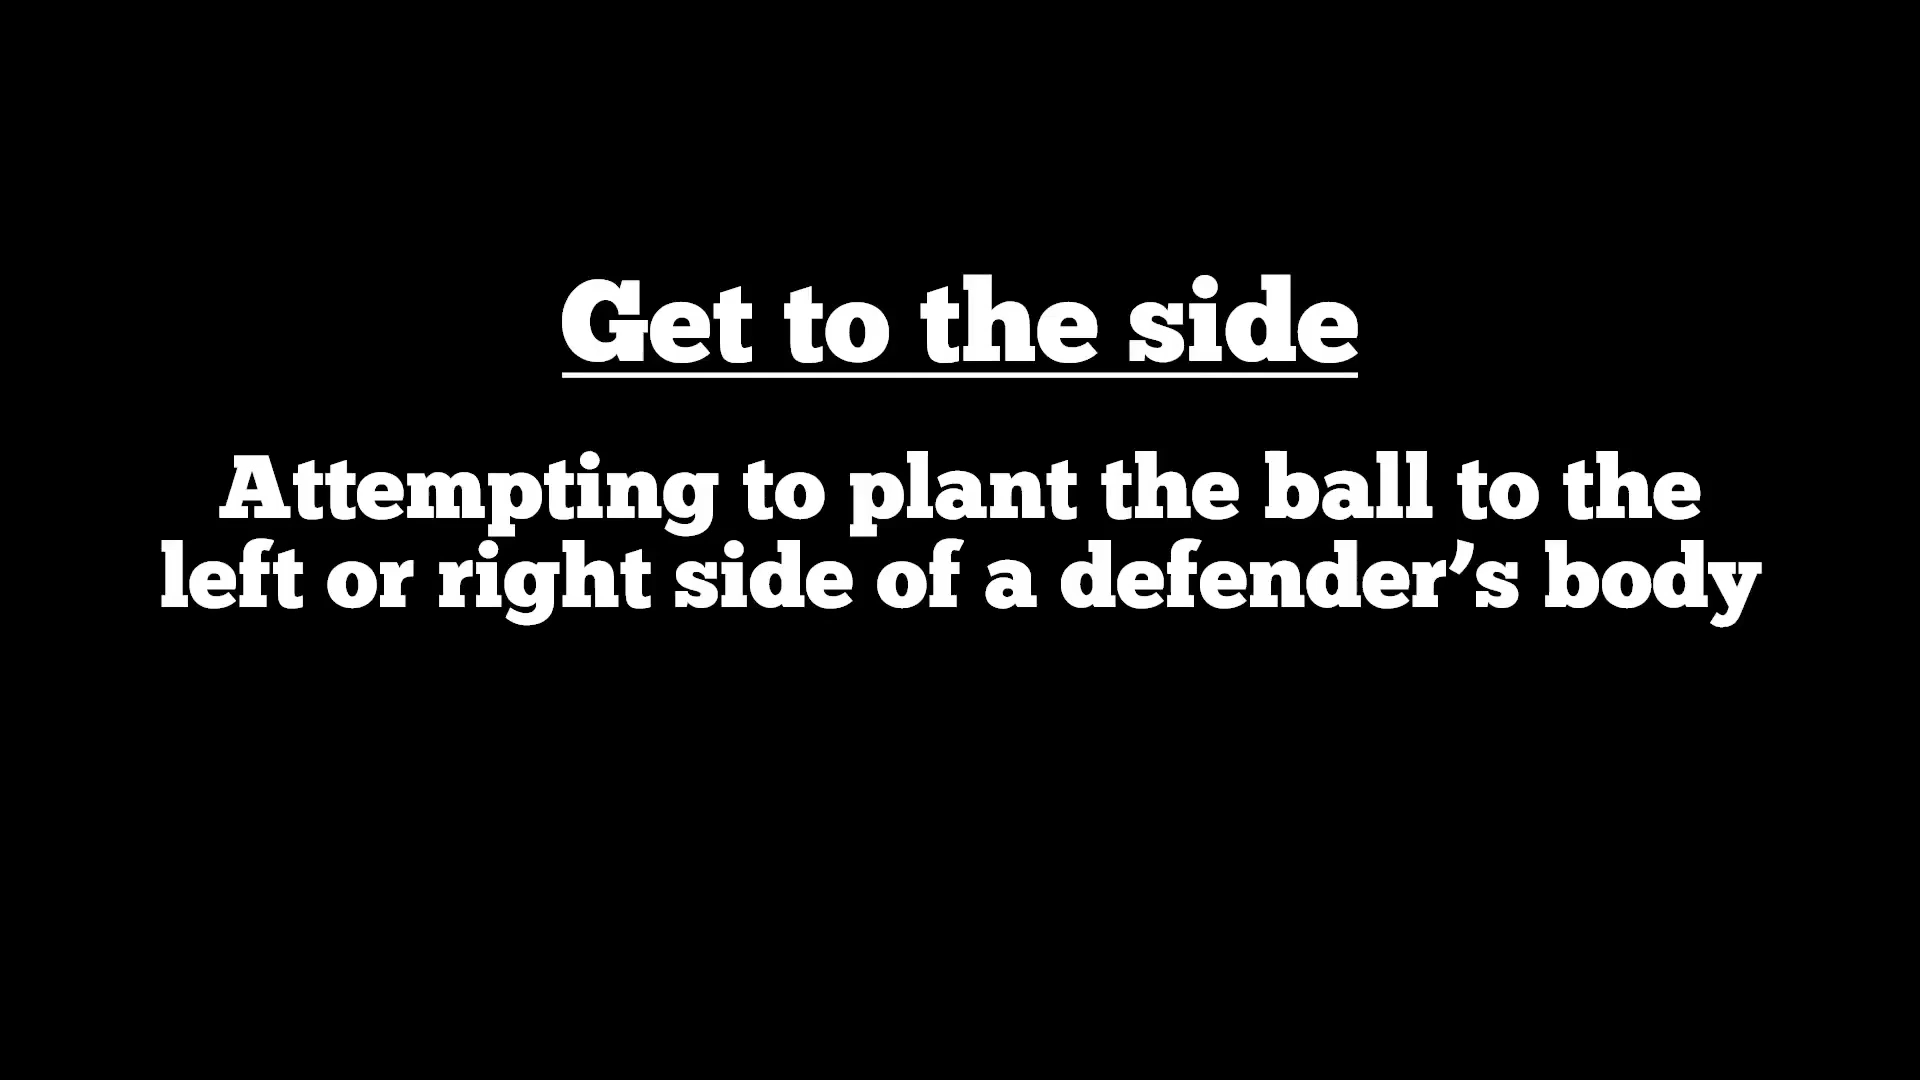 Get to the side
Attempting to plant the ball to the
left or right side of a defender’s body